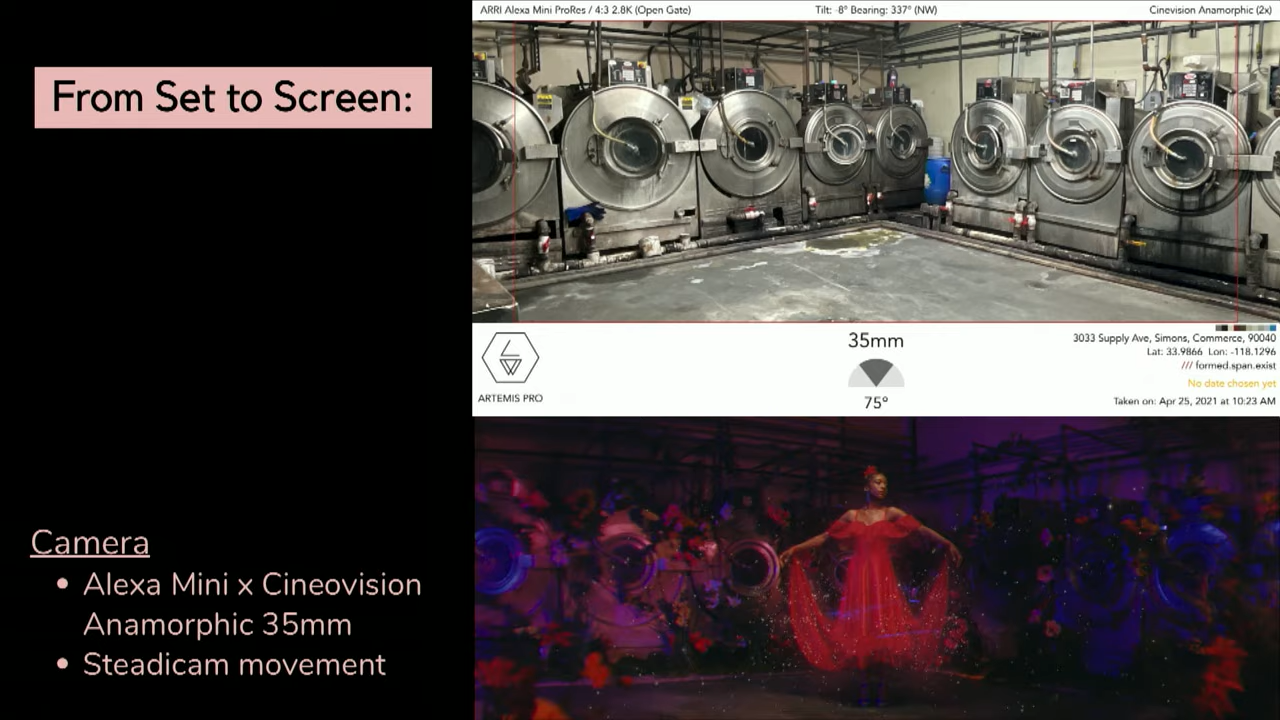 From Set to Screen:
ARRI Alexa Mini ProRes / 4:3 2.8K (Open Gate)
Tilt: -8° Bearing: 337° (NW)
Cinevision Anamorphic (2x)
35mm
75°
ARTEMIS PRO
3033 Supply Ave, Simons, Commerce, 90040
Lat: 33.9866 Lon: -118.1296
/// formed.span.exist
No date chosen yet
Taken on: Apr 25, 2021 at 10:23 AM
Camera
• Alexa Mini x Cineovision
Anamorphic 35mm
• Steadicam movement